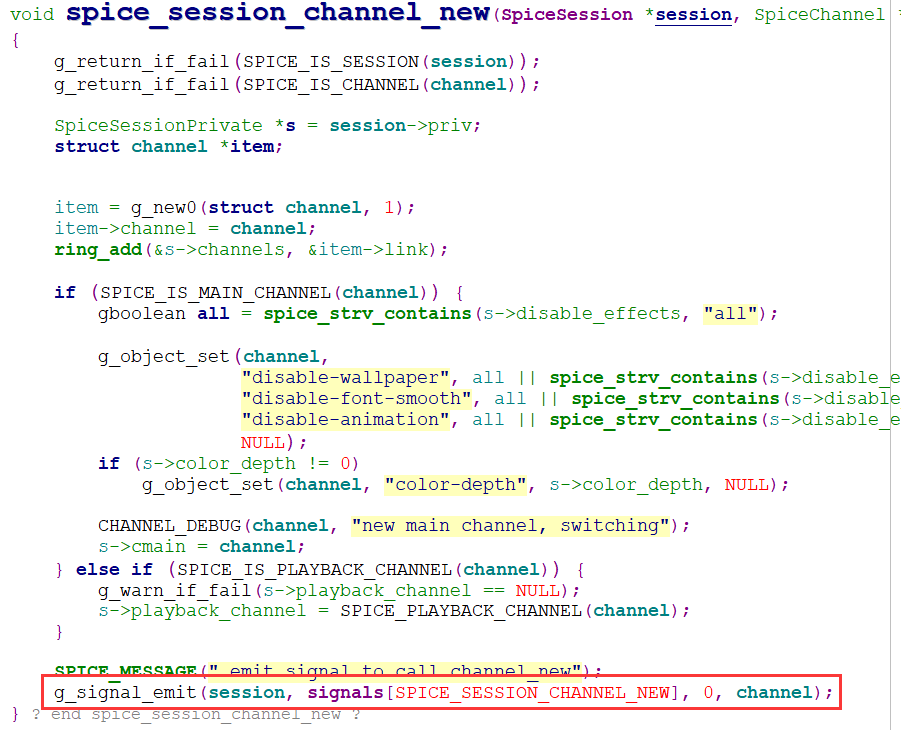 void spice_session_channel_new(SpiceSession *session, SpiceChannel *
{
    g_return_if_fail(SPICE_IS_SESSION(session));
    g_return_if_fail(SPICE_IS_CHANNEL(channel));
    SpiceSessionPrivate *s = session->priv;
    struct channel *item;
    item = g_new0(struct channel, 1);
    item->channel = channel;
    ring_add(&s->channels, &item->link);
    if (SPICE_IS_MAIN_CHANNEL(channel)) {
        gboolean all = spice_strv_contains(s->disable_effects, "all");
        g_object_set(channel,
                     "disable-wallpaper", all || spice_strv_contains(s->disable_e
                     "disable-font-smooth", all || spice_strv_contains(s->disable
                     "disable-animation", all || spice_strv_contains(s->disable_e
                     NULL);
        if (s->color_depth != 0)
            g_object_set(channel, "color-depth", s->color_depth, NULL);
        CHANNEL_DEBUG(channel, "new main channel, switching");
        s->cmain = channel;
    } else if (SPICE_IS_PLAYBACK_CHANNEL(channel)) {
        g_warn_if_fail(s->playback_channel == NULL);
        s->playback_channel = SPICE_PLAYBACK_CHANNEL(channel);
    }
    SPICE_MESSAGE(" emit signal to call channel_new");
    g_signal_emit(session, signals[SPICE_SESSION_CHANNEL_NEW], 0, channel);
} ? end spice_session_channel_new ?